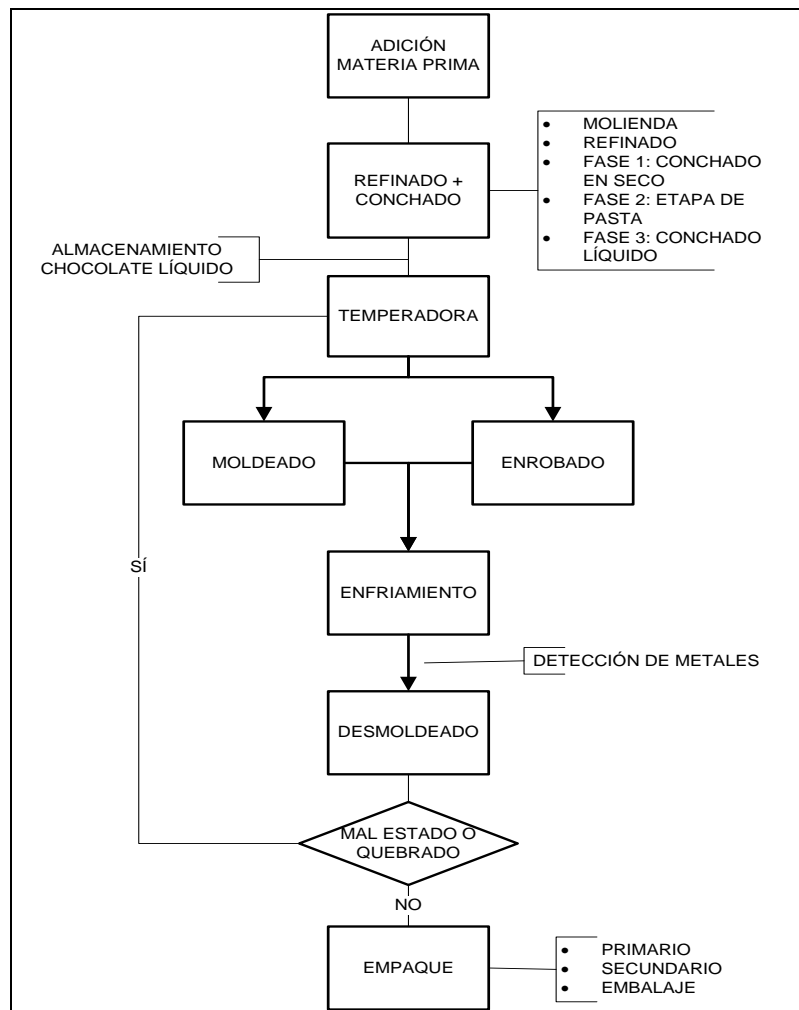 ADICIÓN
MATERIA PRIMA
REFINADO +
CONCHADO
• MOLIENDA
• REFINADO
• FASE 1: CONCHADO
EN SECO
• FASE 2: ETAPA DE
PASTA
• FASE 3: CONCHADO
LÍQUIDO
ALMACENAMIENTO
CHOCOLATE LÍQUIDO
TEMPERADORA
MOLDEADO
ENROBADO
SÍ
ENFRIAMIENTO
DETECCIÓN DE METALES
DESMOLDEADO
MAL ESTADO O
QUEBRADO
NO
EMPAQUE
• PRIMARIO
• SECUNDARIO
• EMBALAJE